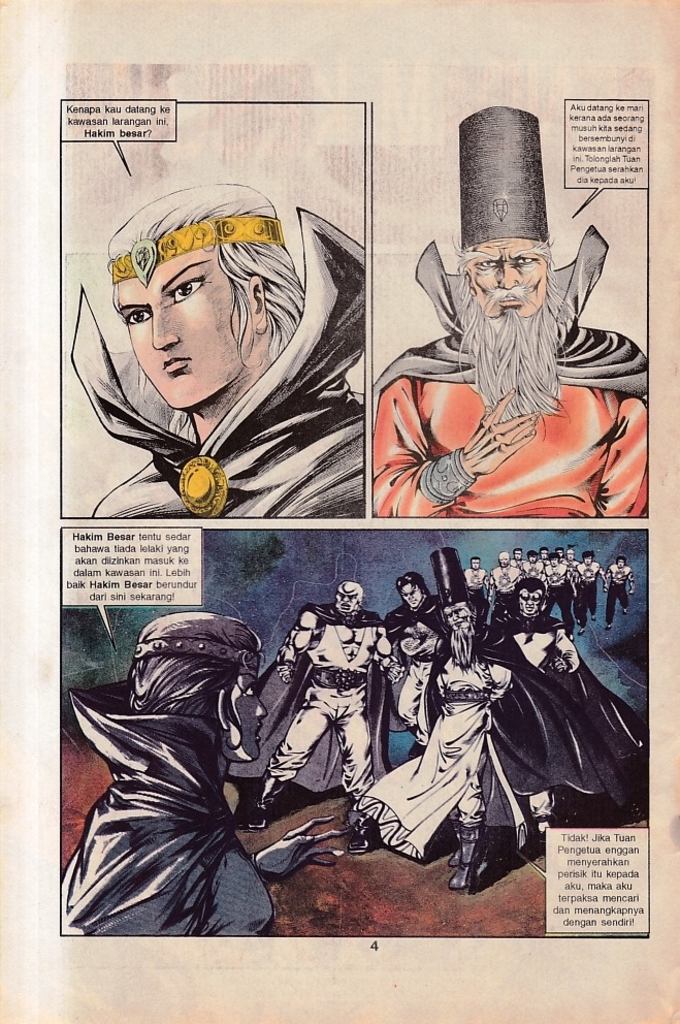 Kenapa kau datang ke
kawasan larangan ini,
Hakim besar?
Aku datang ke mari
kerana ada seorang
musuh kita sedang
bersembunyi di
kawasan larangan
ini. Tolonglah Tuan
Pengetua serahkan
dia kepada aku!
Hakim Besar tentu sedar
bahawa tiada lelaki yang
akan diizinkan masuk ke
dalam kawasan ini. Lebih
baik Hakim Besar berundur
dari sini sekarang!
Tidak! Jika Tuan
Pengetua enggan
menyerahkan
perisik itu kepada
aku, maka aku
terpaksa mencari
dan menangkapnya
dengan sendiri!
4